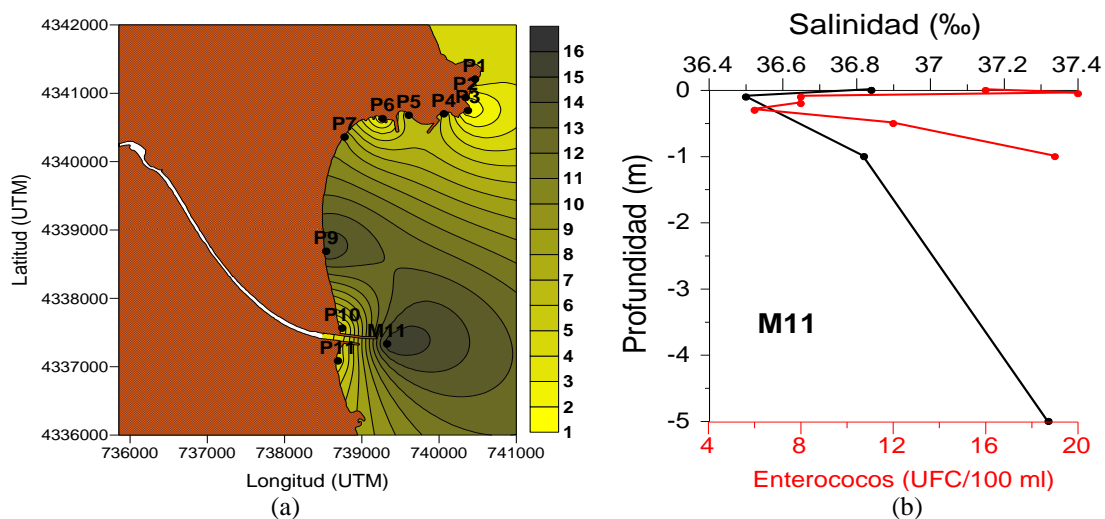 4342000
4341000
4340000
4339000
4338000
4337000
4336000
Latitud (UTM)
736000 737000 738000 739000 740000 741000
Longitud (UTM)
P1
P2
P3
P4
P5
P6
P7
P9
P10
M11
P11
16
15
14
13
12
11
10
9
8
7
6
5
4
3
2
1
(a)
Salinidad (‰)
36.4 36.6 36.8 37 37.2 37.4
0
-1
-2
-3
-4
-5
Profundidad (m)
M11
4 8 12 16 20
Enterococos (UFC/100 ml)
(b)